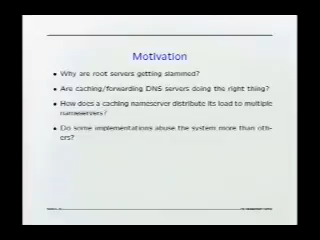 Motivation
• Why are root servers getting slammed?
• Are caching/forwarding DNS servers doing the right thing?
• How does a caching nameserver distribute its load to multiple
nameservers?
• Do some implementations abuse the system more than oth-
ers?